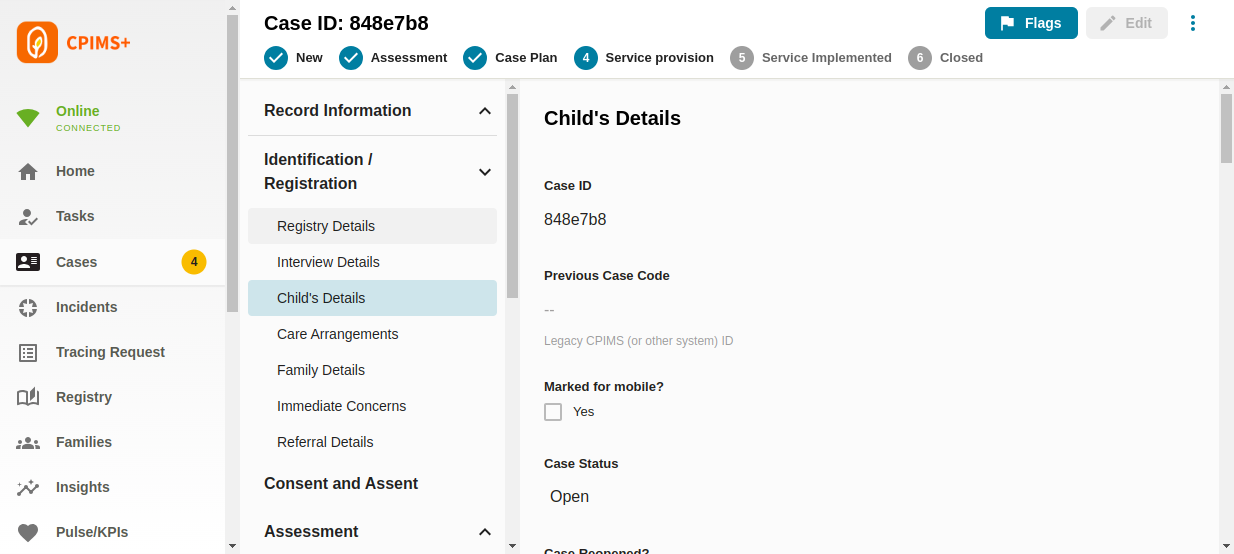 CPIMS+
Online
CONNECTED
Home
Tasks
Cases
4
Incidents
Tracing Request
Registry
Families
Insights
Pulse/KPIs
Case ID: 848e7b8
Flags
Edit
New
Assessment
Case Plan
4 Service provision
5 Service Implemented
6 Closed
Record Information
Identification /
Registration
Registry Details
Interview Details
Child's Details
Care Arrangements
Family Details
Immediate Concerns
Referral Details
Consent and Assent
Assessment
Child's Details
Case ID
848e7b8
Previous Case Code
--
Legacy CPIMS (or other system) ID
Marked for mobile?
Yes
Case Status
Open
Case Reopened?